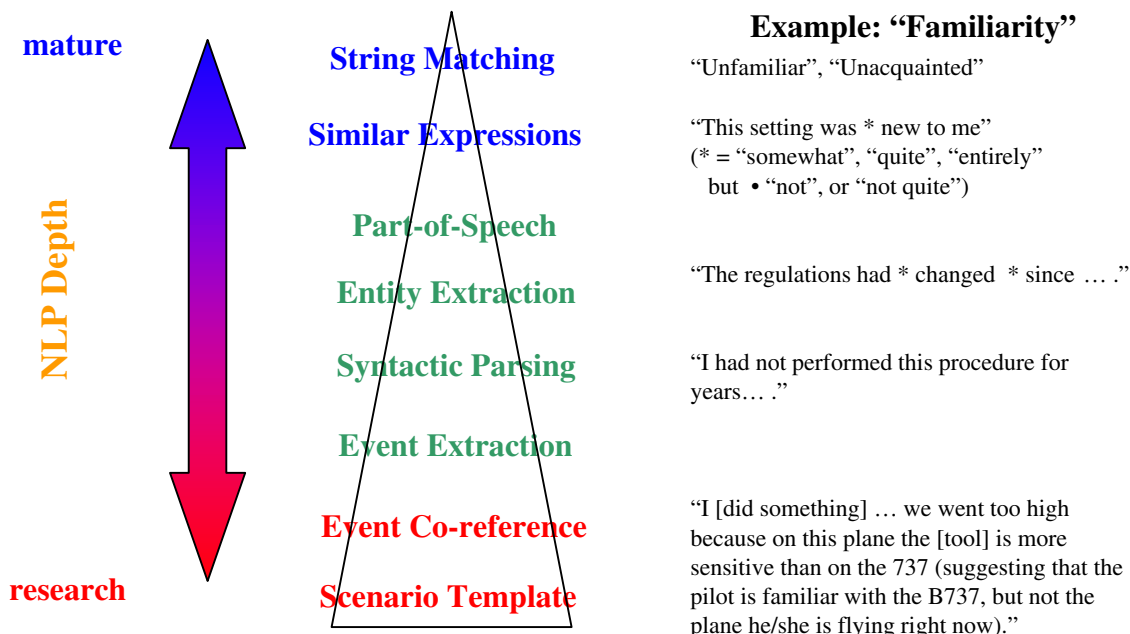 mature
research
NLP Depth
String Matching
Similar Expressions
Part-of-Speech
Entity Extraction
Syntactic Parsing
Event Extraction
Event Co-reference
Scenario Template
Example: “Familiarity”
“Unfamiliar”, “Unacquainted”
“This setting was * new to me”
(* = “somewhat”, “quite”, “entirely”
but • “not”, or “not quite”)
“The regulations had * changed * since … .”
“I had not performed this procedure for
years… .”
“I [did something] … we went too high
because on this plane the [tool] is more
sensitive than on the 737 (suggesting that the
pilot is familiar with the B737, but not the
plane he/she is flying right now).”